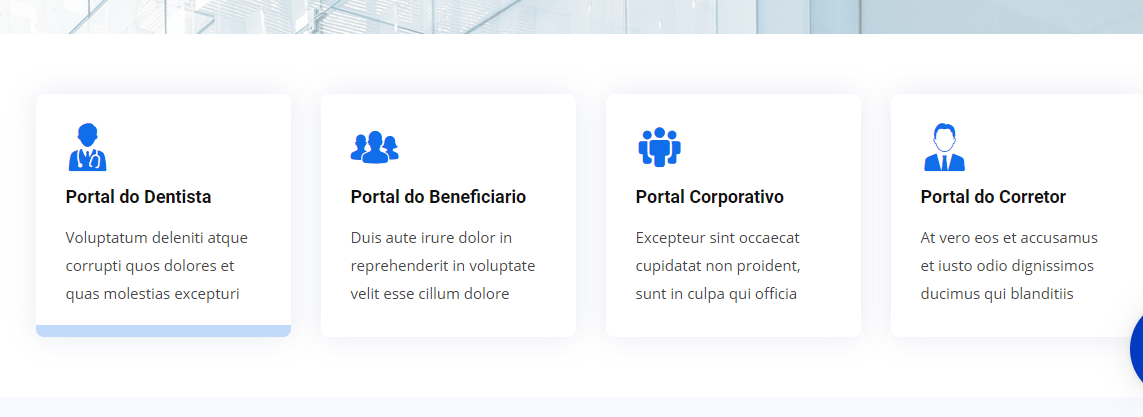 Portal do Dentista
Voluptatum deleniti atque
corrupti quos dolores et
quas molestias excepturi
Portal do Beneficiario
Duis aute irure dolor in
reprehenderit in voluptate
velit esse cillum dolore
Portal Corporativo
Excepteur sint occaecat
cupidatat non proident,
sunt in culpa qui officia
Portal do Corretor
At vero eos et accusamus
et iusto odio dignissimos
ducimus qui blanditiis